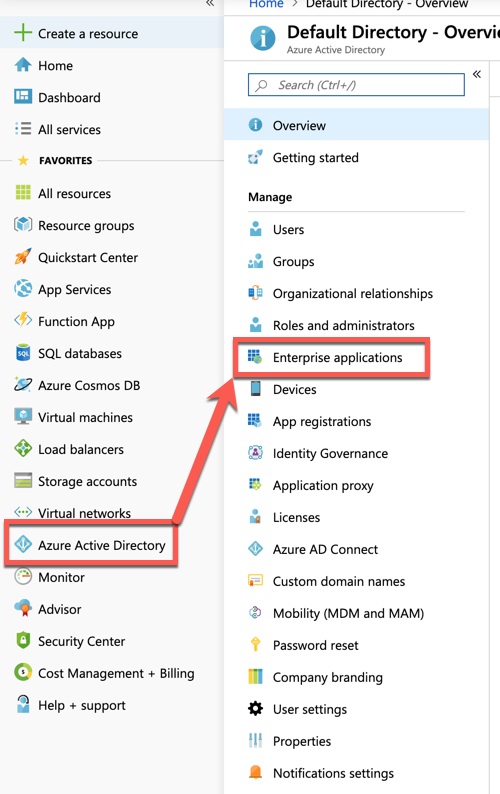 Create a resource
Home
Dashboard
All services
FAVORITES
All resources
Resource groups
Quickstart Center
App Services
Function App
SQL databases
Azure Cosmos DB
Virtual machines
Load balancers
Storage accounts
Virtual networks
Azure Active Directory
Monitor
Advisor
Security Center
Cost Management + Billing
Help + support
Home > Default Directory - Overview
Default Directory - Overvi
Azure Active Directory
Search (Ctrl+/)
Overview
Getting started
Manage
Users
Groups
Organizational relationships
Roles and administrators
Enterprise applications
Devices
App registrations
Identity Governance
Application proxy
Licenses
Azure AD Connect
Custom domain names
Mobility (MDM and MAM)
Password reset
Company branding
User settings
Properties
Notifications settings